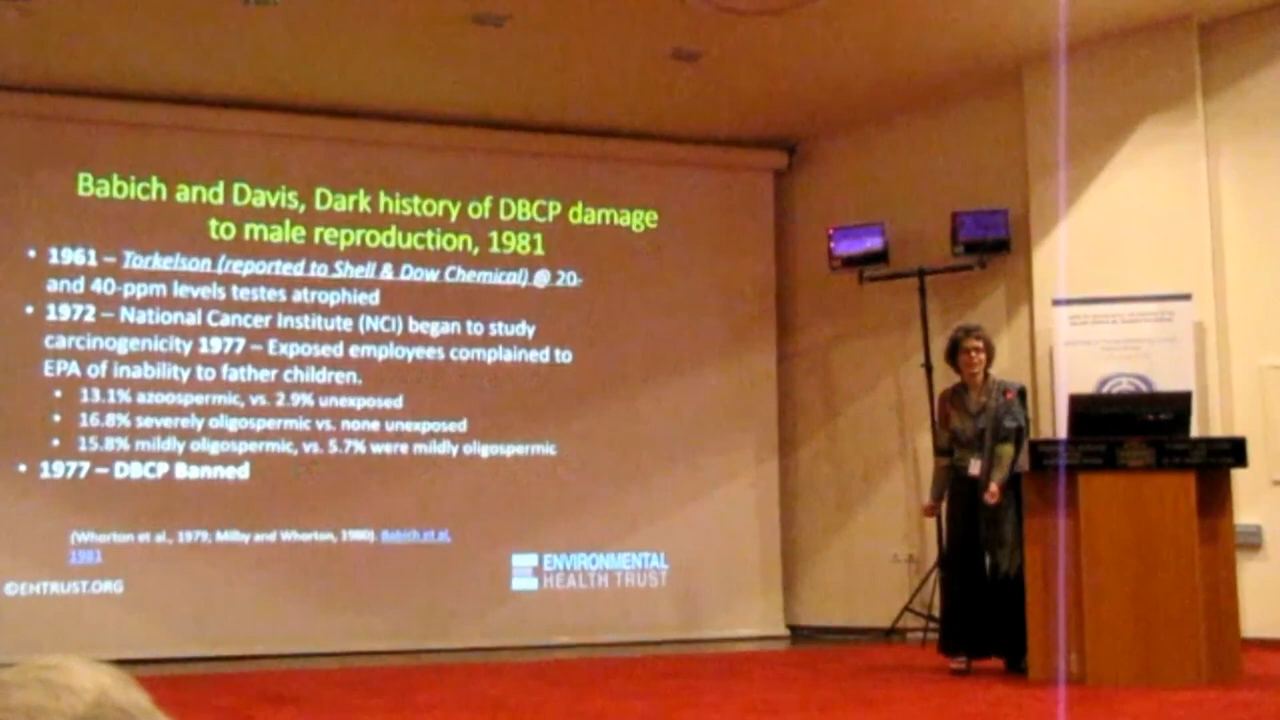 Babich and Davis, Dark history of DBCP damage
to male reproduction, 1981
• 1961 – Torkelson (reported to Shell & Dow Chemical) @ 20-
and 40-ppm levels testes atrophied
• 1972 – National Cancer Institute (NCI) began to study
carcinogenicity 1977 – Exposed employees complained to
EPA of inability to father children.
• 13.1% azoospermic, vs. 2.9% unexposed
• 16.8% severely oligospermic vs. none unexposed
• 15.8% mildly oligospermic, vs. 5.7% were mildly oligospermic
• 1977 – DBCP Banned
(Whorton et al., 1979, Milby and Whorton, 1980). Babich et al,
1981
©EHTRUST.ORG
ENVIRONMENTAL
HEALTH TRUST